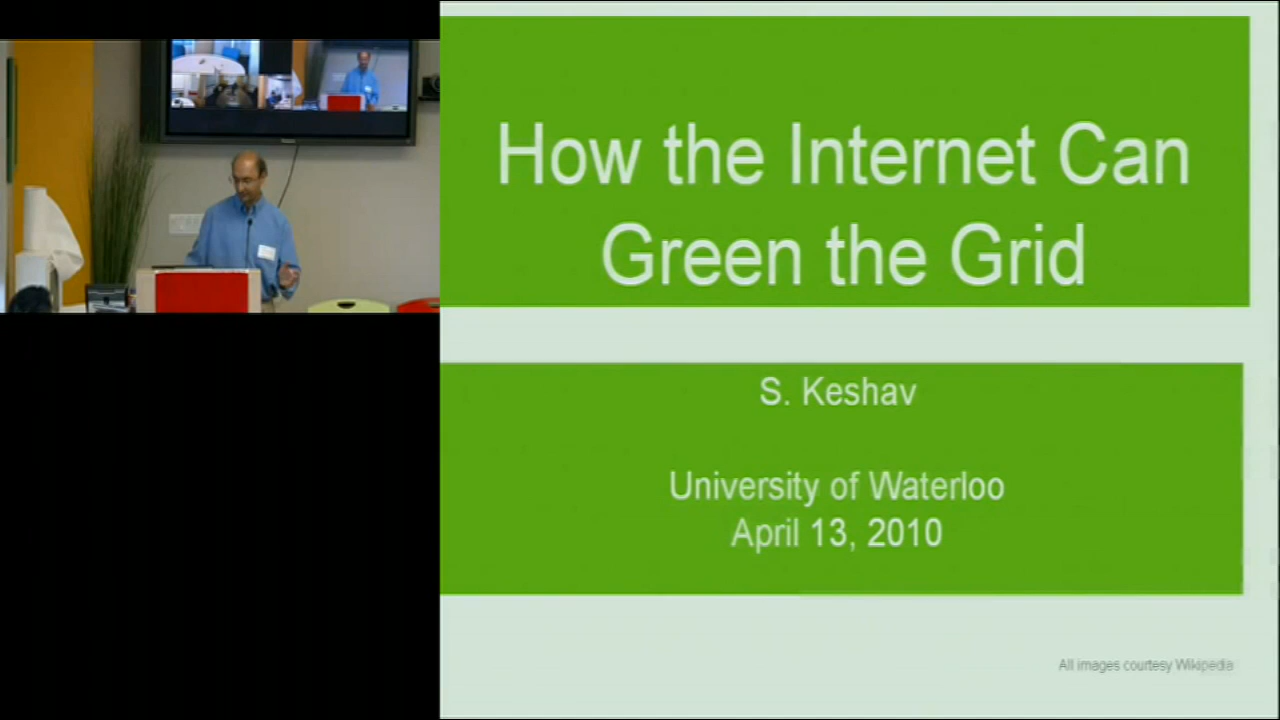 How the Internet Can
Green the Grid
S. Keshav
University of Waterloo
April 13, 2010
All images courtesy Wikipedia